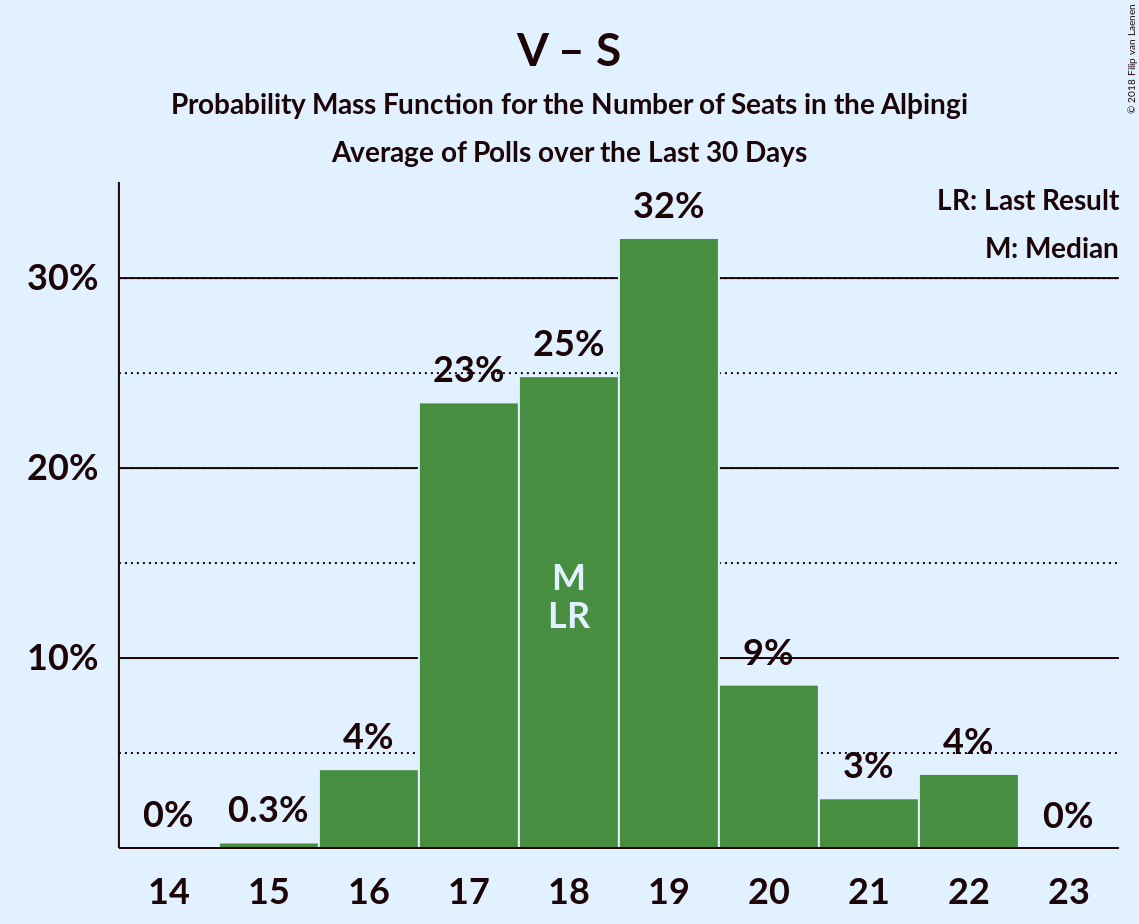 V – S
Probability Mass Function for the Number of Seats in the Alþingi
Average of Polls over the Last 30 Days
© 2018 Filip van Laenen
LR: Last Result
M: Median
30%
20%
10%
0%
0.3%
4%
23%
25%
32%
9%
3%
4%
0%
M
LR
14 15 16 17 18 19 20 21 22 23